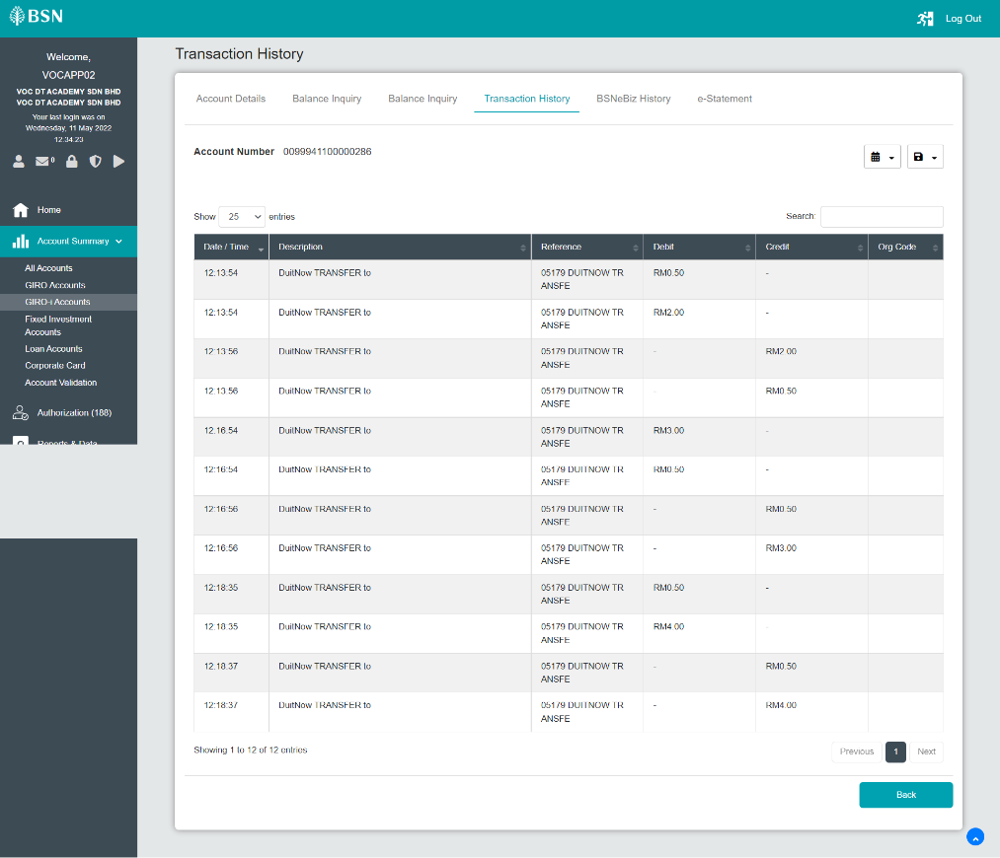 BSN
Log Out
Welcome,
VOCAPP02
VOC DT ACADEMY SDN BHD
VOC DT ACADEMY SDN BHD
Your last login was on
Wednesday, 11 May 2022
12:34:23
0
Home
Account Summary
All Accounts
GIRO Accounts
GIRO-i Accounts
Fixed Investment
Accounts
Loan Accounts
Corporate Card
Account Validation
Authorization (188)
Reports & Data
Transaction History
Account Details Balance Inquiry Balance Inquiry Transaction History BSNeBiz History e-Statement
Account Number 0099941100000286
Show 25 entries Search:
Date / Time Description Reference Debit Credit Org Code
12:13:54 DuitNow TRANSFER to 05179 DUITNOW TR RM0.50 -
ANSFE
12:13:54 DuitNow TRANSFER to 05179 DUITNOW TR RM2.00 -
ANSFE
12:13:56 DuitNow TRANSFER to 05179 DUITNOW TR - RM2.00
ANSFE
12:13:56 DuitNow TRANSFER to 05179 DUITNOW TR - RM0.50
ANSFE
12:16:54 DuitNow TRANSFER to 05179 DUITNOW TR RM3.00 -
ANSFE
12:16:54 DuitNow TRANSFER to 05179 DUITNOW TR RM0.50 -
ANSFE
12:16:56 DuitNow TRANSFER to 05179 DUITNOW TR - RM0.50
ANSFE
12:16:56 DuitNow TRANSFER to 05179 DUITNOW TR - RM3.00
ANSFE
12:18:35 DuitNow TRANSFER to 05179 DUITNOW TR RM0.50 -
ANSFE
12:18:35 DuitNow TRANSFER to 05179 DUITNOW TR RM4.00 -
ANSFE
12:18:37 DuitNow TRANSFER to 05179 DUITNOW TR - RM0.50
ANSFE
12:18:37 DuitNow TRANSFER to 05179 DUITNOW TR - RM4.00
ANSFE
Showing 1 to 12 of 12 entries Previous 1 Next
Back